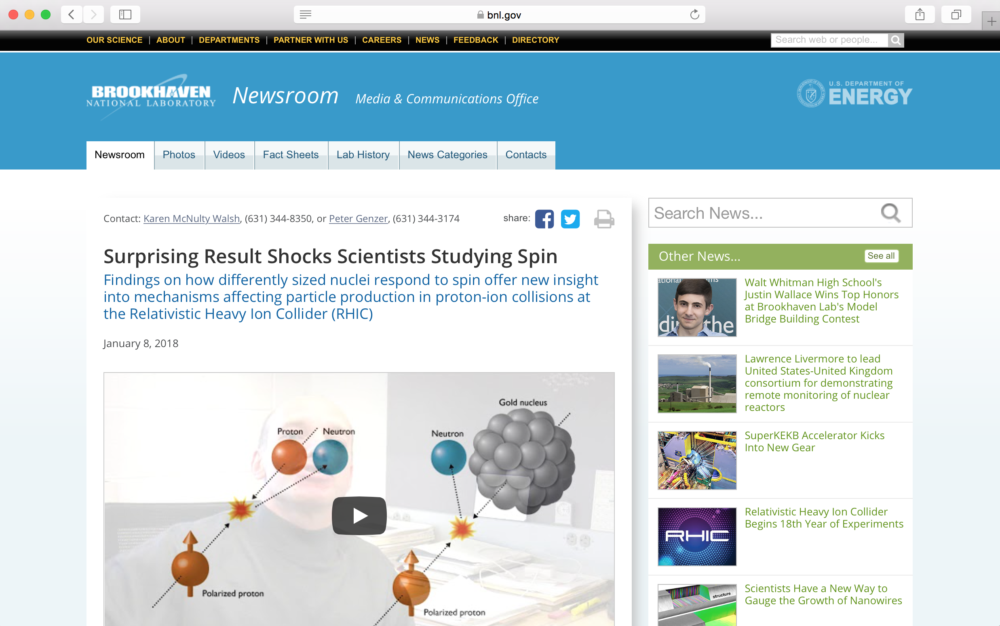 bnl.gov
OUR SCIENCE | ABOUT | DEPARTMENTS | PARTNER WITH US | CAREERS | NEWS | FEEDBACK | DIRECTORY
Search web or people...
BROOKHAVEN
NATIONAL LABORATORY
Newsroom
Media & Communications Office
U.S. DEPARTMENT OF
ENERGY
Newsroom
Photos
Videos
Fact Sheets
Lab History
News Categories
Contacts
Contact: Karen McNulty Walsh, (631) 344-8350, or Peter Genzer, (631) 344-3174
share:
Surprising Result Shocks Scientists Studying Spin
Findings on how differently sized nuclei respond to spin offer new insight
into mechanisms affecting particle production in proton-ion collisions at
the Relativistic Heavy Ion Collider (RHIC)
January 8, 2018
Gold nucleus
Proton
Neutron
Neutron
Polarized proton
Polarized proton
Search News...
Other News...
See all
Walt Whitman High School's
Justin Wallace Wins Top Honors
at Brookhaven Lab's Model
Bridge Building Contest
Lawrence Livermore to lead
United States-United Kingdom
consortium for demonstrating
remote monitoring of nuclear
reactors
SuperKEKB Accelerator Kicks
Into New Gear
RHIC
Relativistic Heavy Ion Collider
Begins 18th Year of Experiments
structure
Scientists Have a New Way to
Gauge the Growth of Nanowires